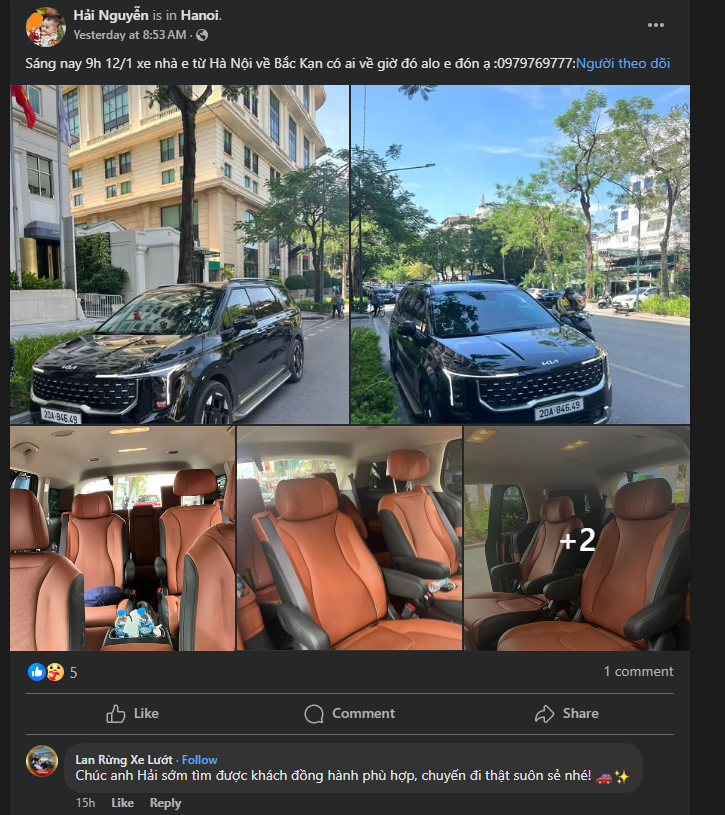 Hải Nguyễn is in Hanoi.
Yesterday at 8:53 AM ·
Sáng nay 9h 12/1 xe nhà e từ Hà Nội về Bắc Kạn có ai về giờ đó alo e đón ạ :0979769777:Người theo dõi
KIA
20A-846.49
KIA
20A-846.49
+2
5
1 comment
Like
Comment
Share
Lan Rừng Xe Lướt · Follow
Chúc anh Hải sớm tìm được khách đồng hành phù hợp, chuyến đi thật suôn sẻ nhé! 🚗✨
15h Like Reply